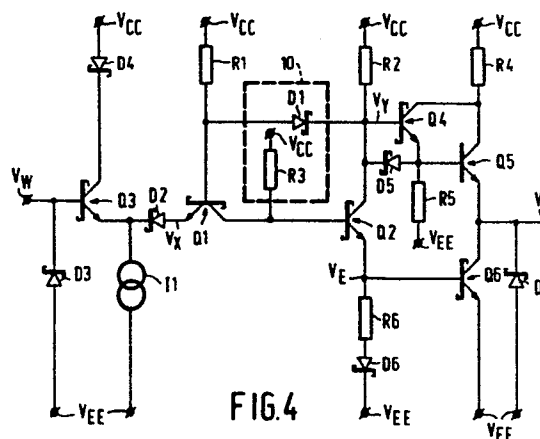 VCC
VCC
VCC
VCC
D4
R1
10
D1
R2
R4
VY
Q4
VCC
R3
D5
Q5
VW
Q3
D2
VX
Q1
Q2
R5
VEE
D3
I1
VE
Q6
R6
D6
VEE
VEE
VEE
FIG.4